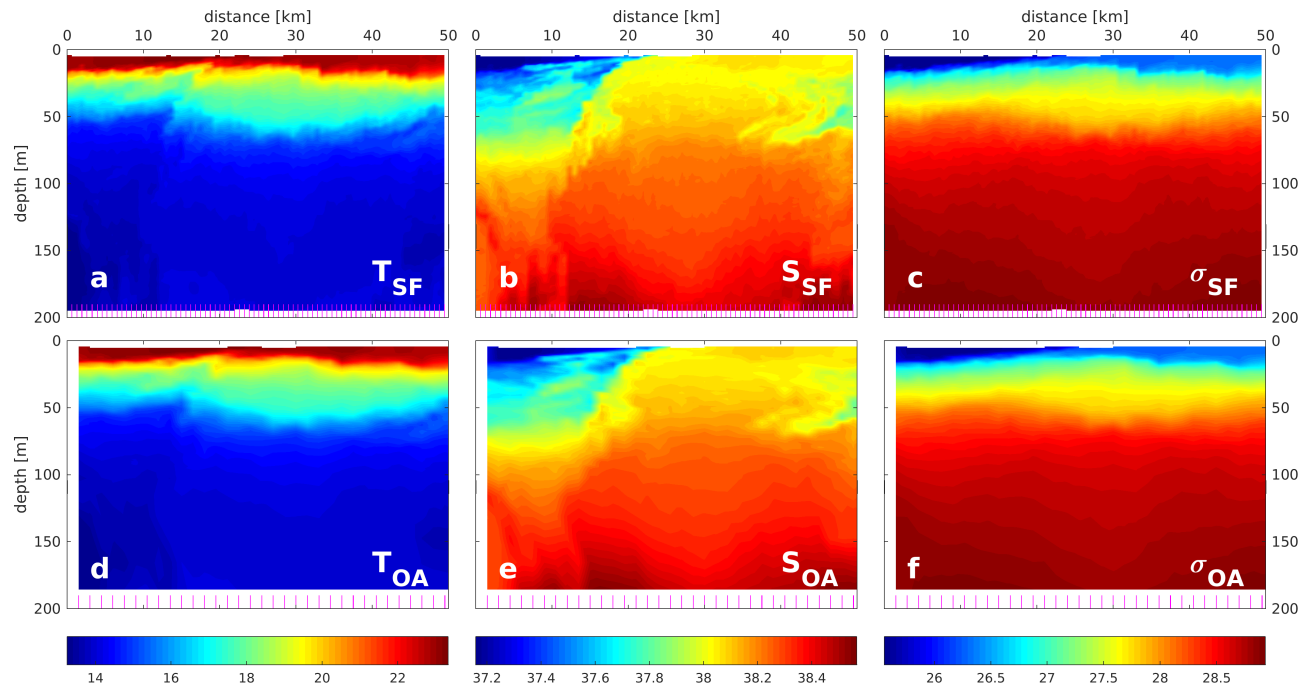 distance [km] distance [km] distance [km]
0 10 20 30 40 50 0 10 20 30 40 50 0 10 20 30 40 50
depth [m]
0
50
100
150
200
a T_SF
b S_SF
c σ_SF
0
50
100
150
200
depth [m]
0
50
100
150
200
d T_OA
e S_OA
f σ_OA
0
50
100
150
200
14 16 18 20 22
37.2 37.4 37.6 37.8 38 38.2 38.4
26 26.5 27 27.5 28 28.5